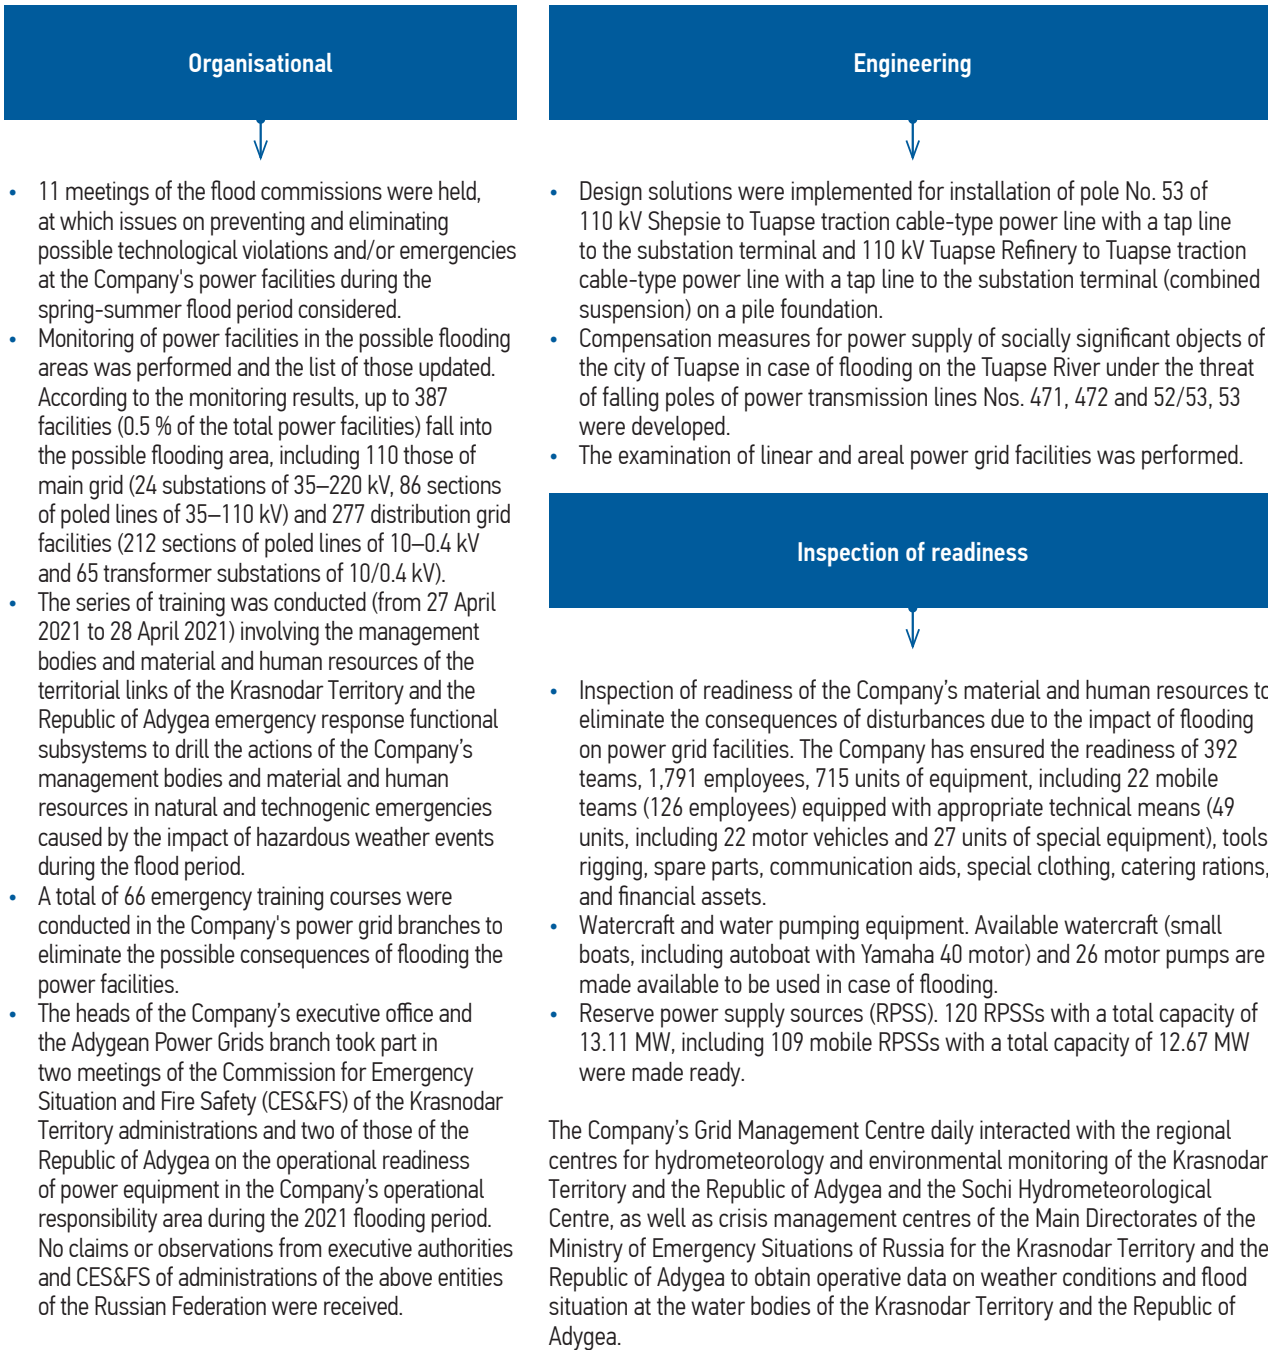 Organisational
• 11 meetings of the flood commissions were held,
at which issues on preventing and eliminating
possible technological violations and/or emergencies
at the Company's power facilities during the
spring-summer flood period considered.
• Monitoring of power facilities in the possible flooding
areas was performed and the list of those updated.
According to the monitoring results, up to 387
facilities (0.5 % of the total power facilities) fall into
the possible flooding area, including 110 those of
main grid (24 substations of 35–220 kV, 86 sections
of poled lines of 35–110 kV) and 277 distribution grid
facilities (212 sections of poled lines of 10–0.4 kV
and 65 transformer substations of 10/0.4 kV).
• The series of training was conducted (from 27 April
2021 to 28 April 2021) involving the management
bodies and material and human resources of the
territorial links of the Krasnodar Territory and the
Republic of Adygea emergency response functional
subsystems to drill the actions of the Company’s
management bodies and material and human
resources in natural and technogenic emergencies
caused by the impact of hazardous weather events
during the flood period.
• A total of 66 emergency training courses were
conducted in the Company's power grid branches to
eliminate the possible consequences of flooding the
power facilities.
• The heads of the Company’s executive office and
the Adygean Power Grids branch took part in
two meetings of the Commission for Emergency
Situation and Fire Safety (CES&FS) of the Krasnodar
Territory administrations and two of those of the
Republic of Adygea on the operational readiness
of power equipment in the Company’s operational
responsibility area during the 2021 flooding period.
No claims or observations from executive authorities
and CES&FS of administrations of the above entities
of the Russian Federation were received.
Engineering
• Design solutions were implemented for installation of pole No. 53 of
110 kV Shepsie to Tuapse traction cable-type power line with a tap line
to the substation terminal and 110 kV Tuapse Refinery to Tuapse traction
cable-type power line with a tap line to the substation terminal (combined
suspension) on a pile foundation.
• Compensation measures for power supply of socially significant objects of
the city of Tuapse in case of flooding on the Tuapse River under the threat
of falling poles of power transmission lines Nos. 471, 472 and 52/53, 53
were developed.
• The examination of linear and areal power grid facilities was performed.
Inspection of readiness
• Inspection of readiness of the Company’s material and human resources to
eliminate the consequences of disturbances due to the impact of flooding
on power grid facilities. The Company has ensured the readiness of 392
teams, 1,791 employees, 715 units of equipment, including 22 mobile
teams (126 employees) equipped with appropriate technical means (49
units, including 22 motor vehicles and 27 units of special equipment), tools
rigging, spare parts, communication aids, special clothing, catering rations,
and financial assets.
• Watercraft and water pumping equipment. Available watercraft (small
boats, including autoboat with Yamaha 40 motor) and 26 motor pumps are
made available to be used in case of flooding.
• Reserve power supply sources (RPSS). 120 RPSSs with a total capacity of
13.11 MW, including 109 mobile RPSSs with a total capacity of 12.67 MW
were made ready.
The Company’s Grid Management Centre daily interacted with the regional
centres for hydrometeorology and environmental monitoring of the Krasnodar
Territory and the Republic of Adygea and the Sochi Hydrometeorological
Centre, as well as crisis management centres of the Main Directorates of the
Ministry of Emergency Situations of Russia for the Krasnodar Territory and the
Republic of Adygea to obtain operative data on weather conditions and flood
situation at the water bodies of the Krasnodar Territory and the Republic of
Adygea.